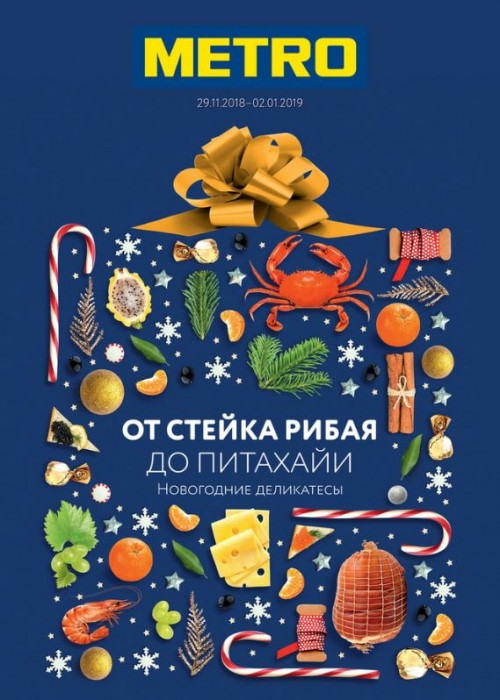 METRO
29.11.2018–02.01.2019
ОТ СТЕЙКА РИБАЯ
ДО ПИТАХАЙИ
НОВОГОДНИЕ ДЕЛИКАТЕСЫ